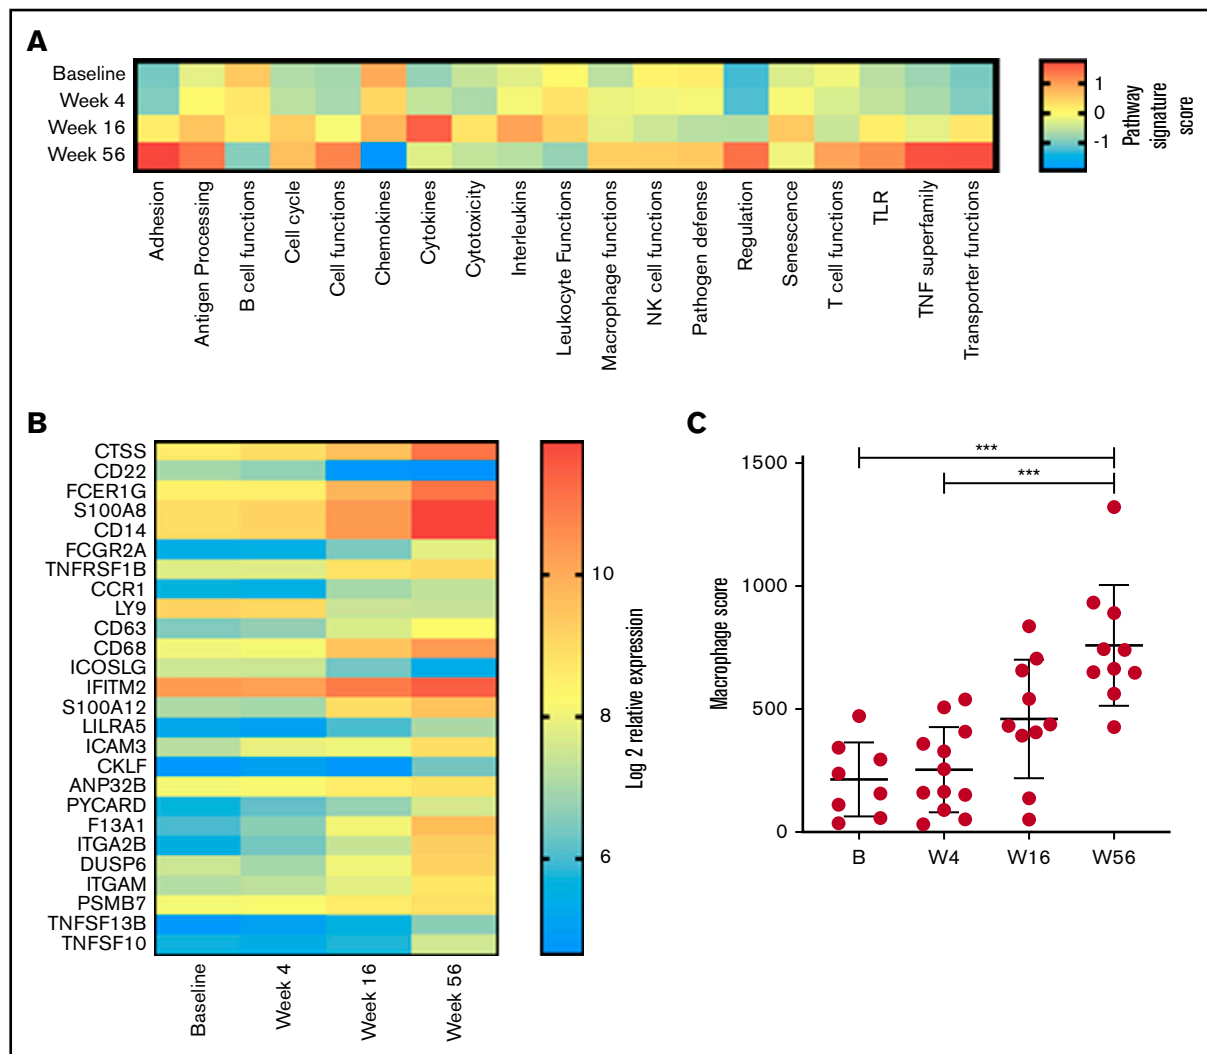 A
Baseline
Week 4
Week 16
Week 56
1
0
-1
Pathway
signature
score
Adhesion
Antigen Processing
B cell functions
Cell cycle
Cell functions
Chemokines
Cytokines
Cytotoxicity
Interleukins
Leukocyte Functions
Macrophage functions
NK cell functions
Pathogen defense
Regulation
Senescence
T cell functions
TLR
TNF superfamily
Transporter functions
B
CTSS
CD22
FCER1G
S100A8
CD14
FCGR2A
TNFRSF1B
CCR1
LY9
CD63
CD68
ICOSLG
IFITM2
S100A12
LILRA5
ICAM3
CKLF
ANP32B
PYCARD
F13A1
ITGA2B
DUSP6
ITGAM
PSMB7
TNFSF13B
TNFSF10
Baseline
Week 4
Week 16
Week 56
10
8
6
Log 2 relative expression
C
***
***
1500
1000
500
0
Macrophage score
B
W4
W16
W56